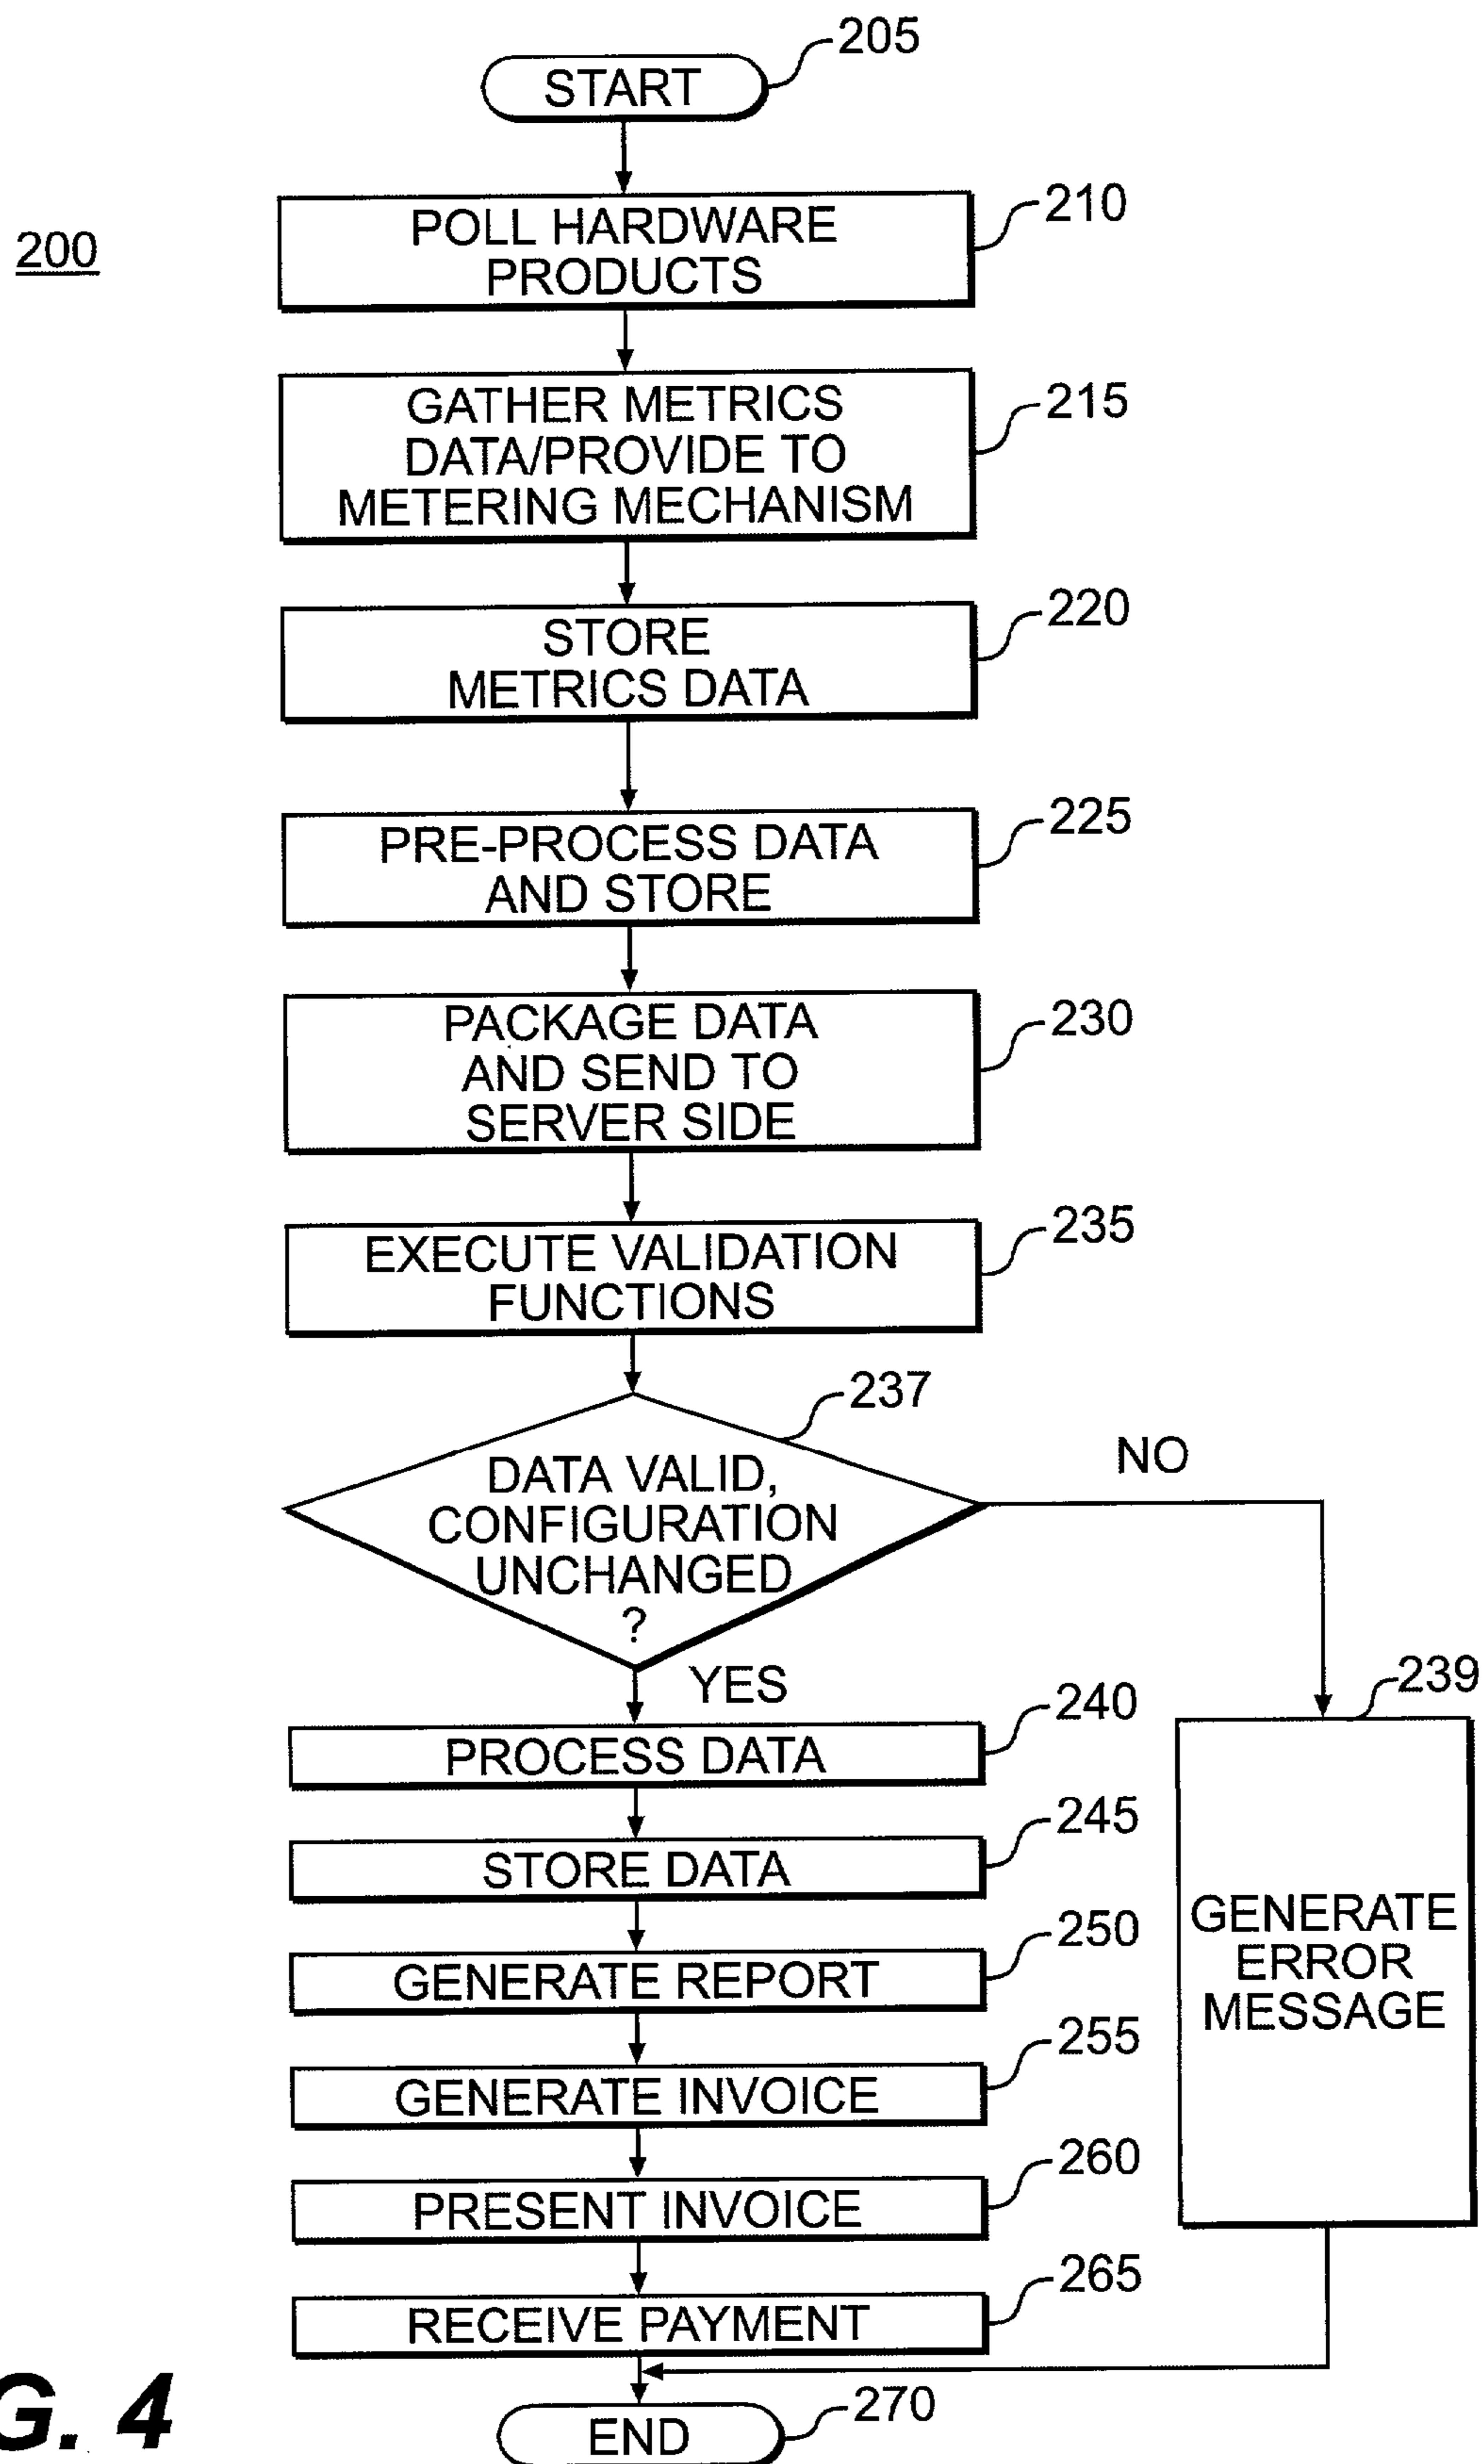 205
START
200
210
POLL HARDWARE
PRODUCTS
215
GATHER METRICS
DATA/PROVIDE TO
METERING MECHANISM
220
STORE
METRICS DATA
225
PRE-PROCESS DATA
AND STORE
230
PACKAGE DATA
AND SEND TO
SERVER SIDE
235
EXECUTE VALIDATION
FUNCTIONS
237
NO
DATA VALID,
CONFIGURATION
UNCHANGED
?
YES
239
240
PROCESS DATA
245
STORE DATA
250
GENERATE REPORT
GENERATE
ERROR
MESSAGE
255
GENERATE INVOICE
260
PRESENT INVOICE
265
RECEIVE PAYMENT
270
END
G. 4